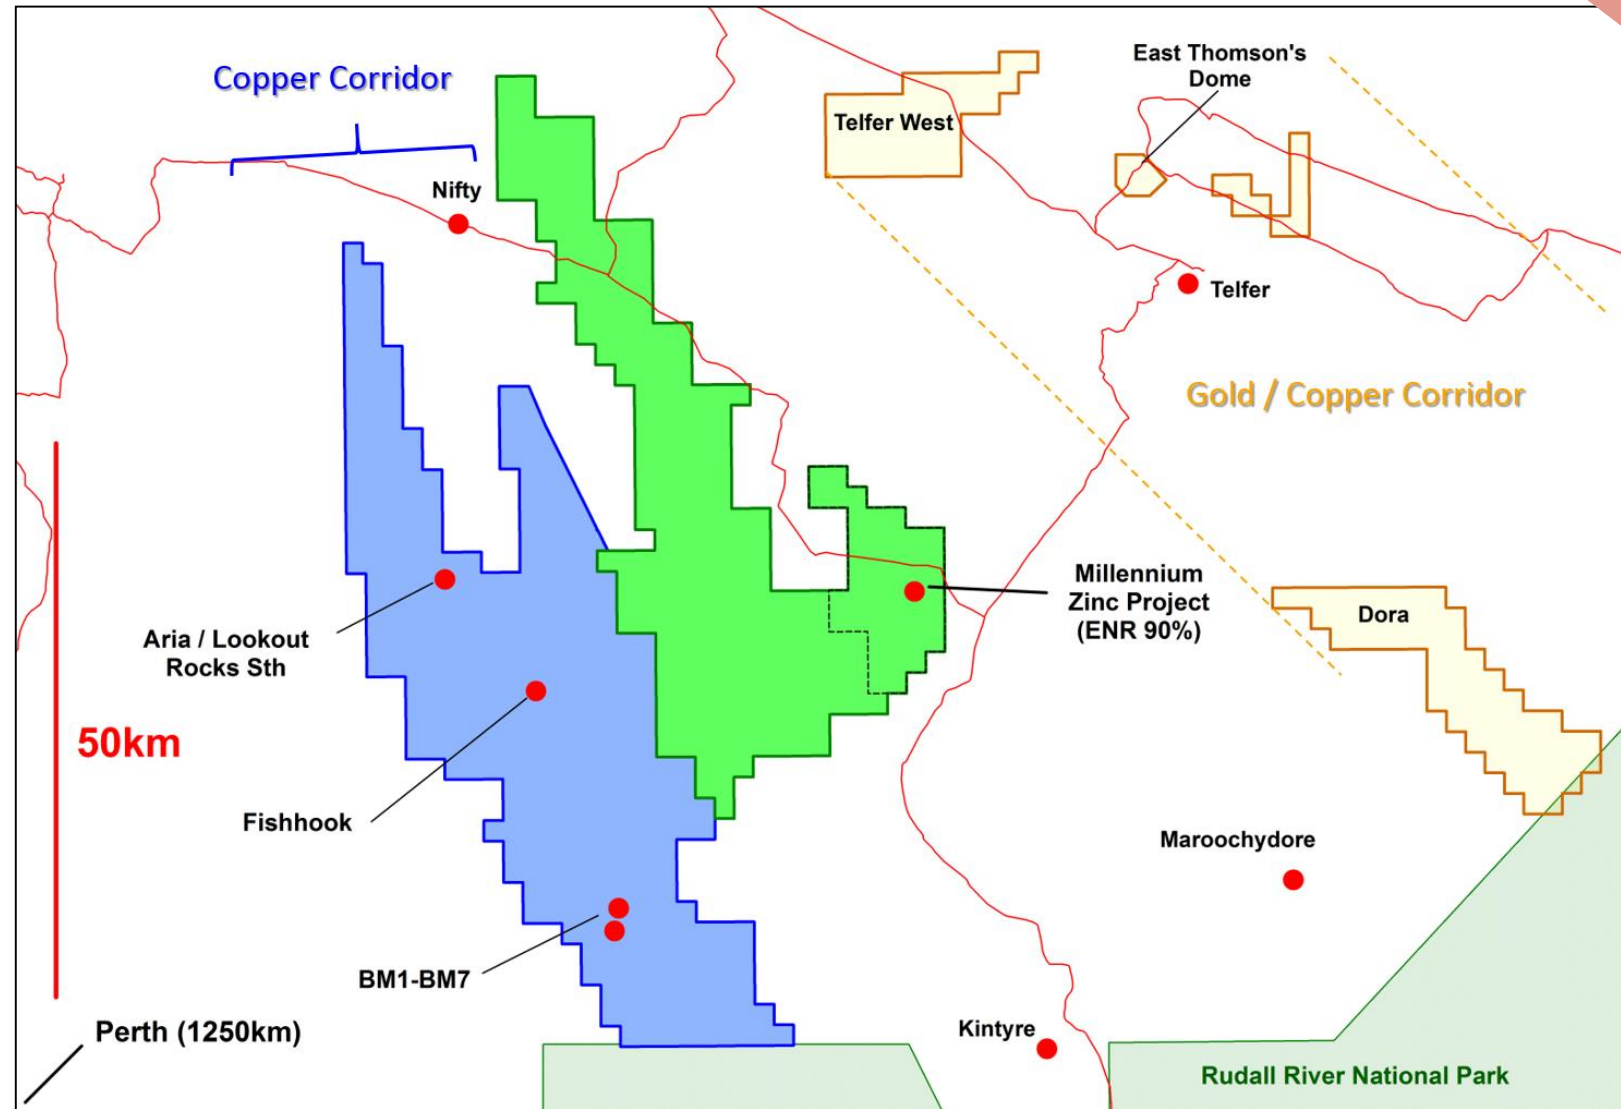 Copper Corridor
East Thomson's
Dome
Telfer West
Nifty
Telfer
Gold / Copper Corridor
Millennium
Zinc Project
(ENR 90%)
Dora
Aria / Lookout
Rocks Sth
50km
Fishhook
Maroochydore
BM1-BM7
Perth (1250km)
Kintyre
Rudall River National Park